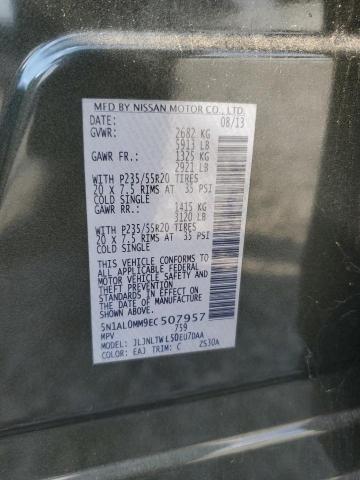 MFD BY NISSAN MOTOR CO., LTD.
DATE: 08/13
GVWR: 2682 KG
5913 LB
GAWR FR.: 1325 KG
2921 LB
WITH P235/55R20 TIRES
20 X 7.5 RIMS AT 35 PSI
COLD SINGLE
GAWR RR.: 1415 KG
3120 LB
WITH P235/55R20 TIRES
20 X 7.5 RIMS AT 35 PSI
COLD SINGLE
THIS VEHICLE CONFORMS TO
ALL APPLICABLE FEDERAL
MOTOR VEHICLE SAFETY AND
THEFT PREVENTION
STANDARDS IN EFFECT ON
THE DATE OF MANUFACTURE
SHOWN ABOVE.
5N1AL0MM9EC507957
MPV 759
MODEL: JLJNLTWL50EU7DAA
COLOR: EAJ TRIM: C ZS30A